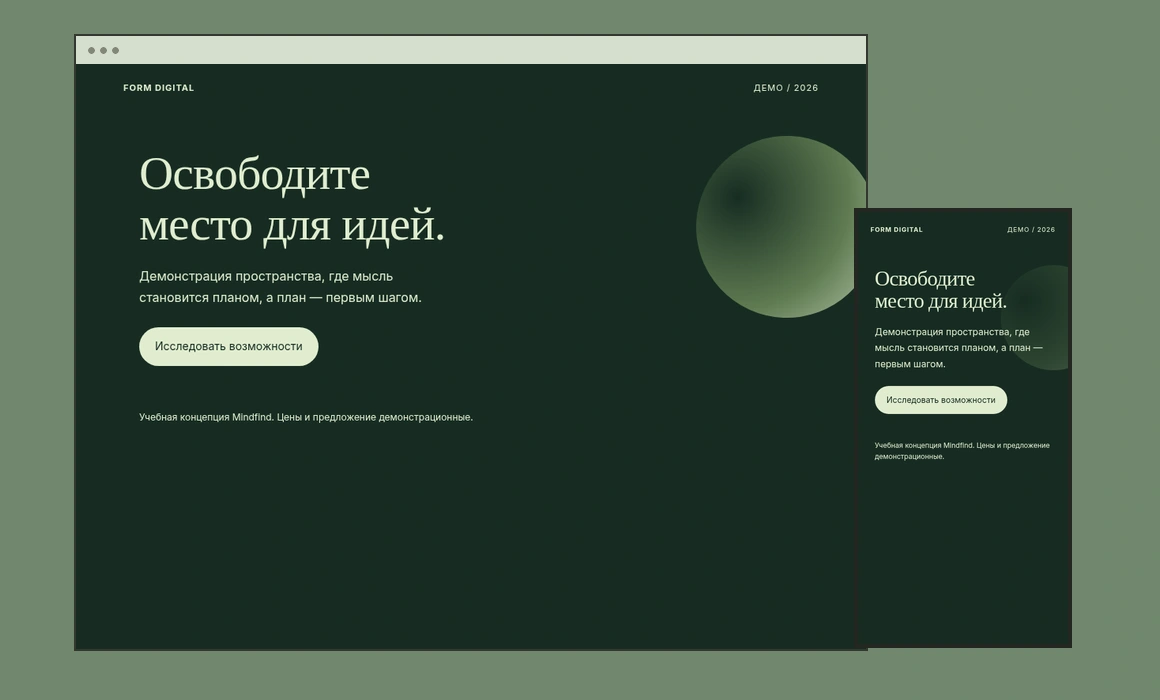 FORM DIGITAL
ДЕМО / 2026
Освободите
место для идей.
Демонстрация пространства, где мысль
становится планом, а план — первым шагом.
Исследовать возможности
Учебная концепция Mindfind. Цены и предложение демонстрационные.
FORM DIGITAL
ДЕМО / 2026
Освободите
место для идей.
Демонстрация пространства, где
мысль становится планом, а план —
первым шагом.
Исследовать возможности
Учебная концепция Mindfind. Цены и предложение
демонстрационные.